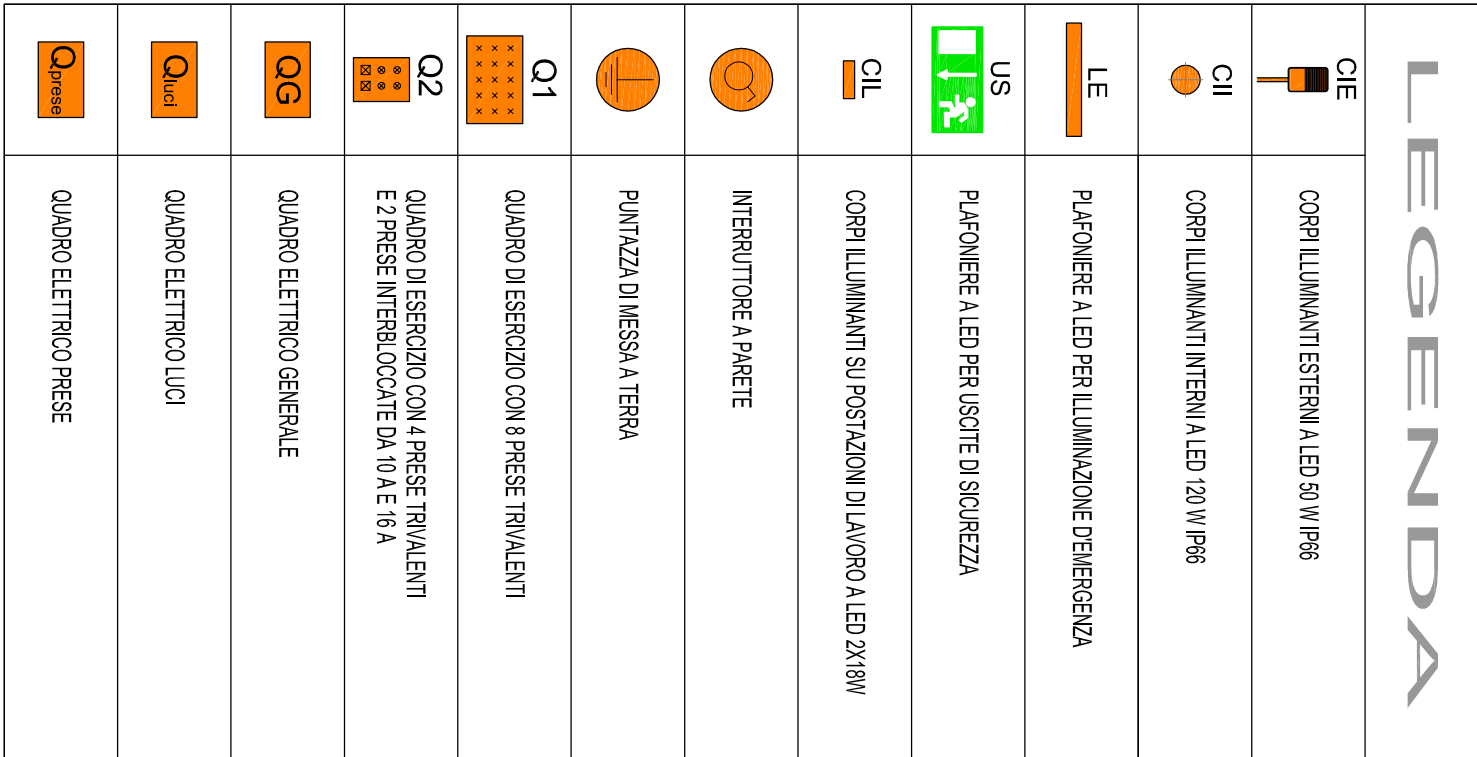 LEGENDA
CIE
CORPI ILLUMINANTI ESTERNI A LED 50 W IP66
CII
CORPI ILLUMINANTI INTERNI A LED 120 W IP66
LE
PLAFONIERE A LED PER ILLUMINAZIONE D'EMERGENZA
US
PLAFONIERE A LED PER USCITE DI SICUREZZA
CIL
CORPI ILLUMINANTI SU POSTAZIONI DI LAVORO A LED 2X18W
INTERRUTTORE A PARETE
PUNTAZZA DI MESSA A TERRA
Q1
QUADRO DI ESERCIZIO CON 8 PRESE TRIVALENTI
Q2
QUADRO DI ESERCIZIO CON 4 PRESE TRIVALENTI
E 2 PRESE INTERBLOCCATE DA 10 A E 16 A
QG
QUADRO ELETTRICO GENERALE
Qluci
QUADRO ELETTRICO LUCI
Qprese
QUADRO ELETTRICO PRESE